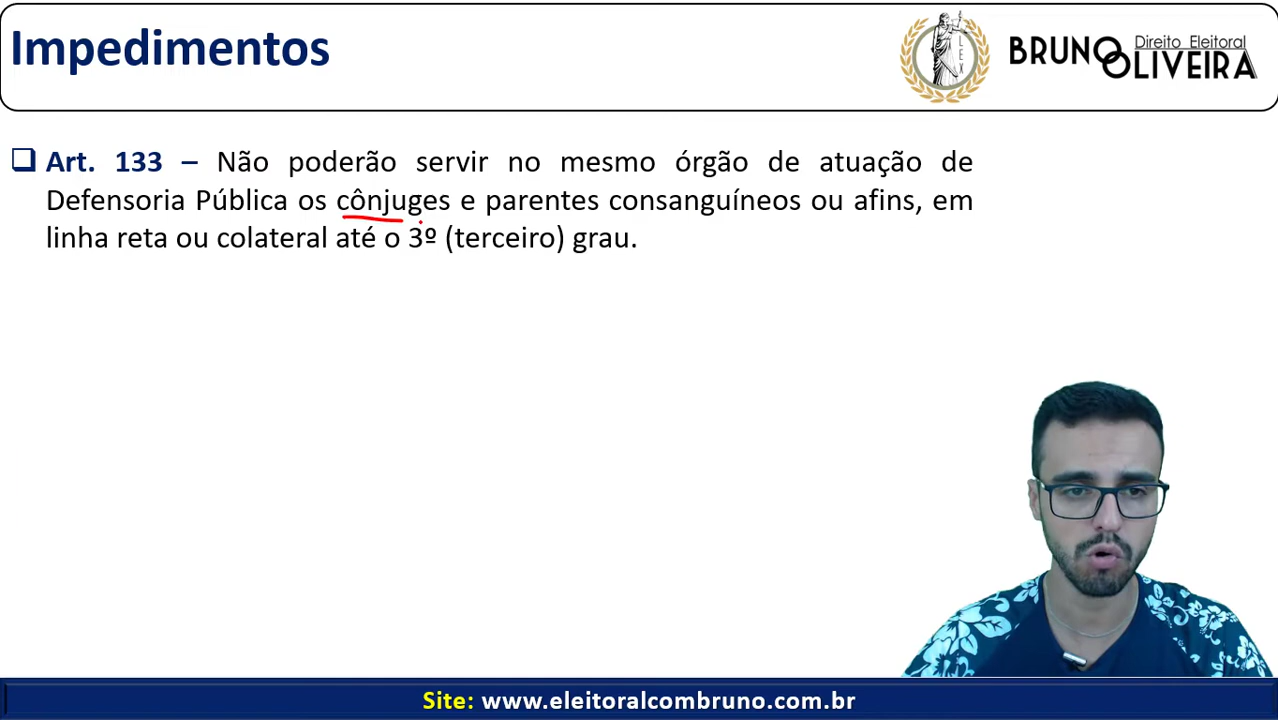 Impedimentos
LEX
BRUNO Direito Eleitoral
OLIVEIRA
❑ Art. 133 – Não poderão servir no mesmo órgão de atuação de
Defensoria Pública os cônjuges e parentes consanguíneos ou afins, em
linha reta ou colateral até o 3º (terceiro) grau.
Site: www.eleitoralcombruno.com.br